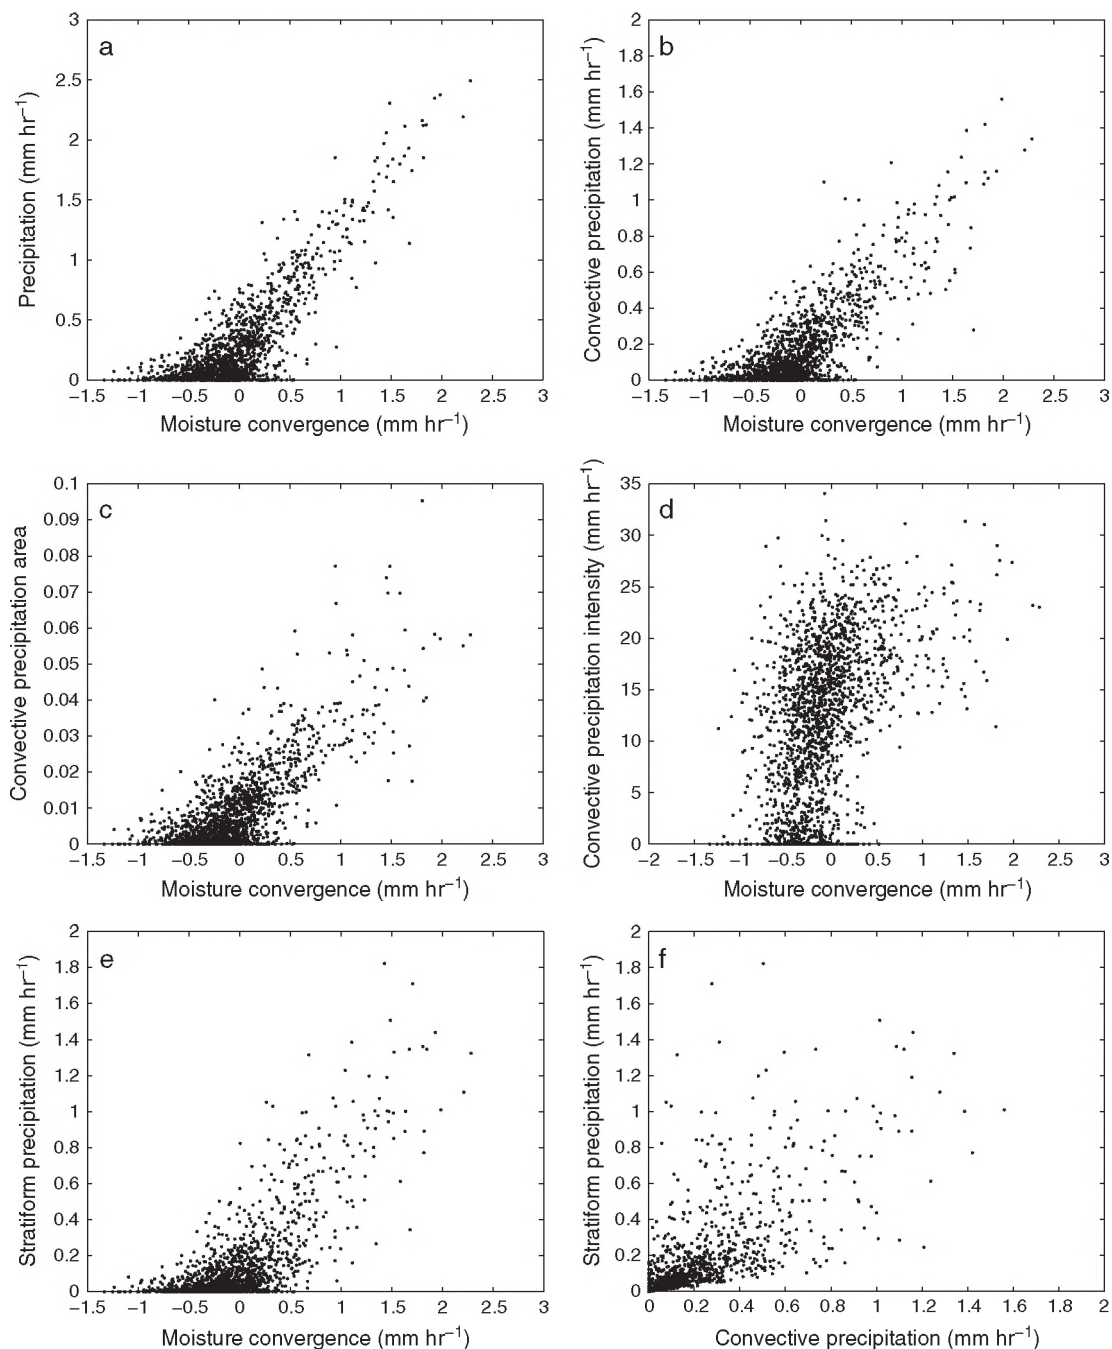 a
Precipitation (mm hr⁻¹)
3
2.5
2
1.5
1
0.5
0
−1.5 −1 −0.5 0 0.5 1 1.5 2 2.5 3
Moisture convergence (mm hr⁻¹)
b
Convective precipitation (mm hr⁻¹)
2
1.8
1.6
1.4
1.2
1
0.8
0.6
0.4
0.2
0
−1.5 −1 −0.5 0 0.5 1 1.5 2 2.5 3
Moisture convergence (mm hr⁻¹)
c
Convective precipitation area
0.1
0.09
0.08
0.07
0.06
0.05
0.04
0.03
0.02
0.01
0
−1.5 −1 −0.5 0 0.5 1 1.5 2 2.5 3
Moisture convergence (mm hr⁻¹)
d
Convective precipitation intensity (mm hr⁻¹)
35
30
25
20
15
10
5
0
−2 −1.5 −1 −0.5 0 0.5 1 1.5 2 2.5 3
Moisture convergence (mm hr⁻¹)
e
Stratiform precipitation (mm hr⁻¹)
2
1.8
1.6
1.4
1.2
1
0.8
0.6
0.4
0.2
0
−1.5 −1 −0.5 0 0.5 1 1.5 2 2.5 3
Moisture convergence (mm hr⁻¹)
f
Stratiform precipitation (mm hr⁻¹)
2
1.8
1.6
1.4
1.2
1
0.8
0.6
0.4
0.2
0
0 0.2 0.4 0.6 0.8 1 1.2 1.4 1.6 1.8 2
Convective precipitation (mm hr⁻¹)